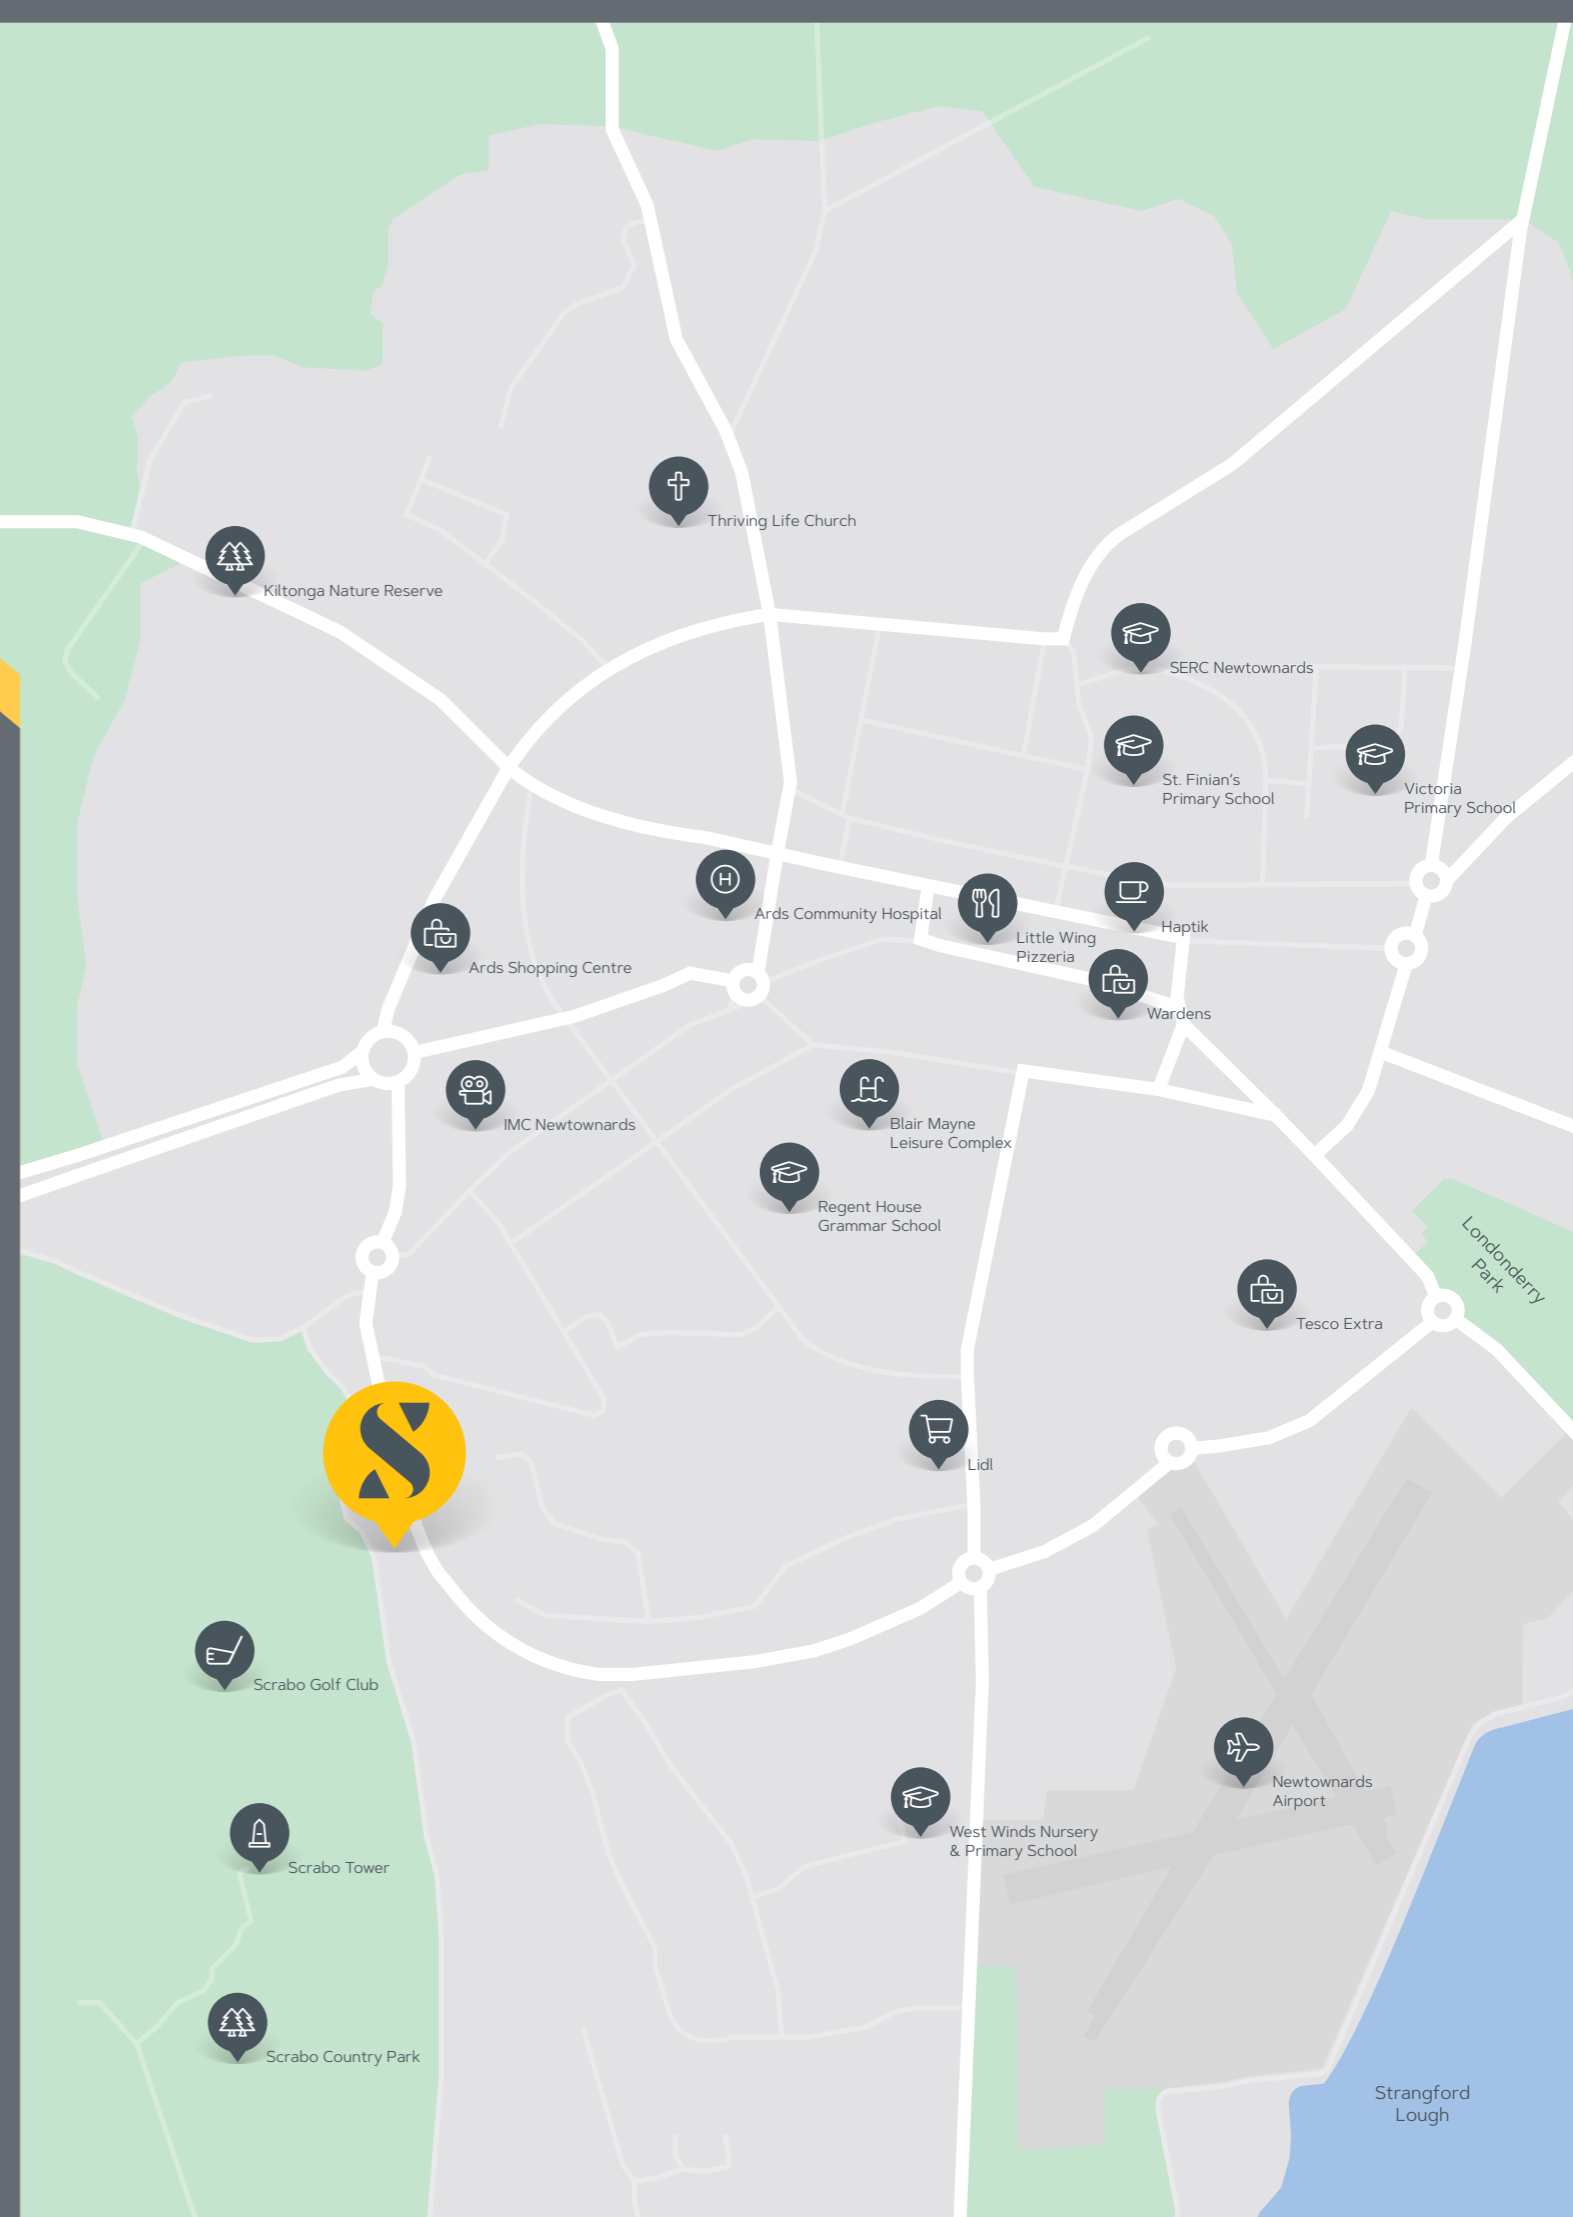 Thriving Life Church
Kiltonga Nature Reserve
SERC Newtownards
St. Finian's
Primary School
Victoria
Primary School
H
Ards Community Hospital
Little Wing
Pizzeria
Haptik
Ards Shopping Centre
Wardens
IMC Newtownards
Blair Mayne
Leisure Complex
Regent House
Grammar School
Londonderry
Park
Tesco Extra
S
Lidl
Scrabo Golf Club
Newtownards
Airport
West Winds Nursery
& Primary School
Scrabo Tower
Scrabo Country Park
Strangford
Lough